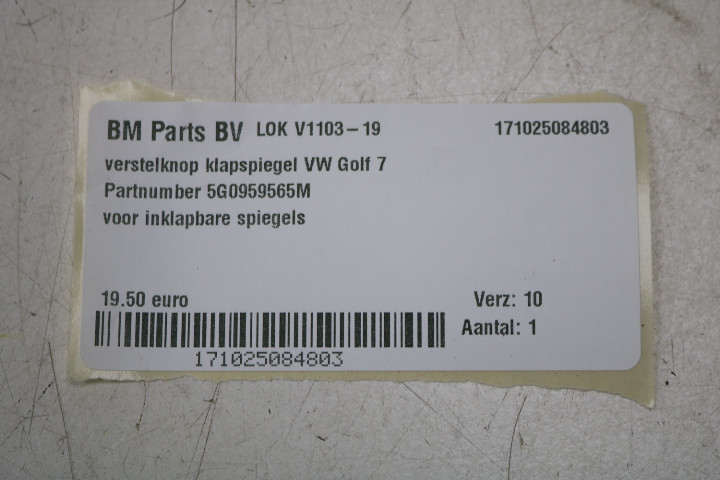 BM Parts BV LOK V1103-19 171025084803
verstelknop klapspiegel VW Golf 7
Partnumber 5G0959565M
voor inklapbare spiegels
19.50 euro Verz: 10
Aantal: 1
171025084803